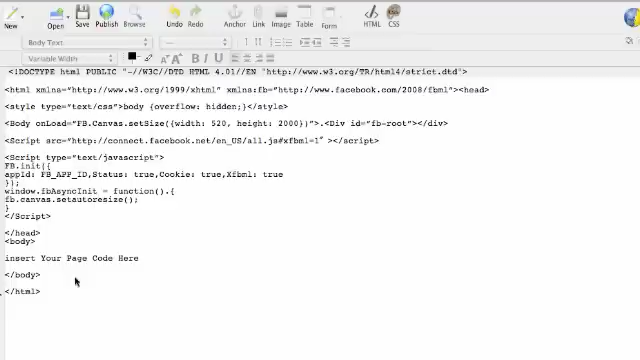 New Open Save Publish Browse Undo Redo Anchor Link Image Table Form HTML CSS
Body Text —
Variable Width B I U
<!DOCTYPE html PUBLIC "-//W3C//DTD HTML 4.01//EN "http://www.w3.org/TR/html4/strict.dtd">
<html xmlns="http://www.w3.org/1999/xhtml" xmlns:fb="http://www.facebook.com/2008/fbml"><head>
<style type="text/css">body {overflow: hidden;}</style>
<Body onLoad="FB.Canvas.setSize({width: 520, height: 2000})”>.<Div id="fb-root"></div>
<Script src="http://connect.facebook.net/en_US/all.js#xfbml=1” ></script>
<Script type="text/javascript">
FB.init({
appId: FB_APP_ID,Status: true,Cookie: true,Xfbml: true
});
window.fbAsyncInit = function().{
fb.canvas.setautoresize();
}
</Script>
</head>
<body>
insert Your Page Code Here
</body>
</html>